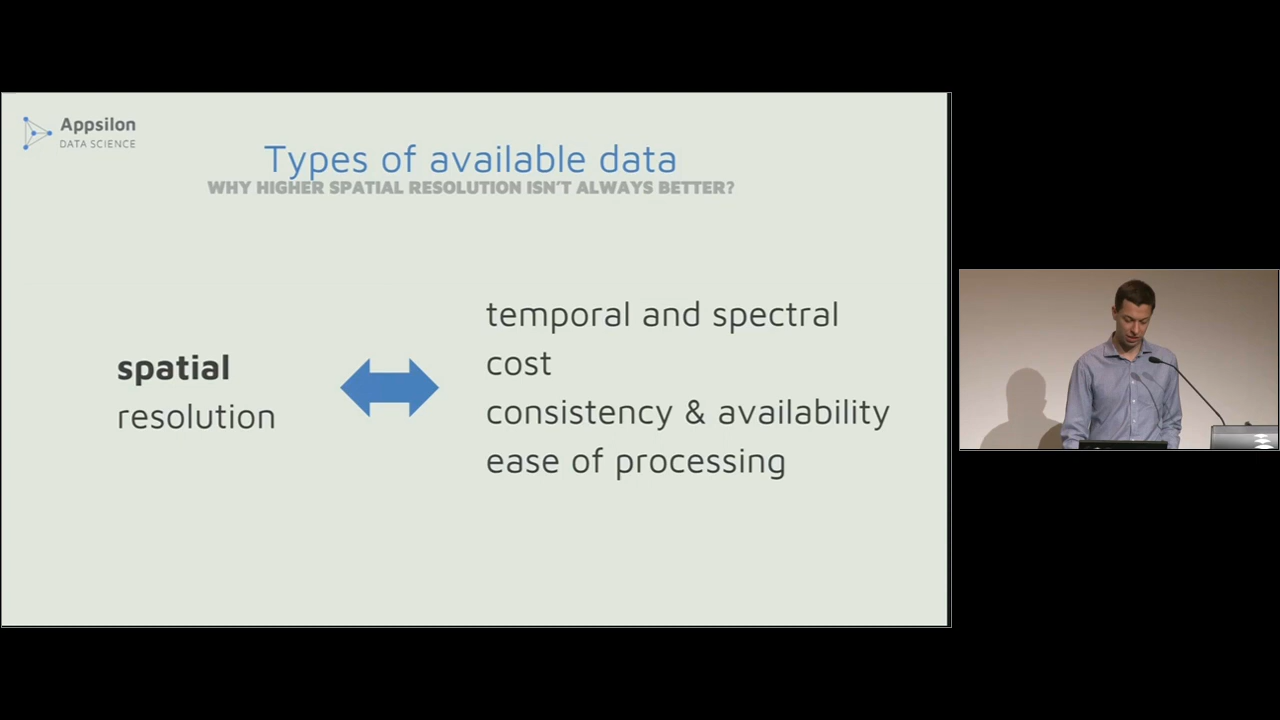 Appsilon
DATA SCIENCE
Types of available data
WHY HIGHER SPATIAL RESOLUTION ISN'T ALWAYS BETTER?
spatial
resolution
temporal and spectral
cost
consistency & availability
ease of processing